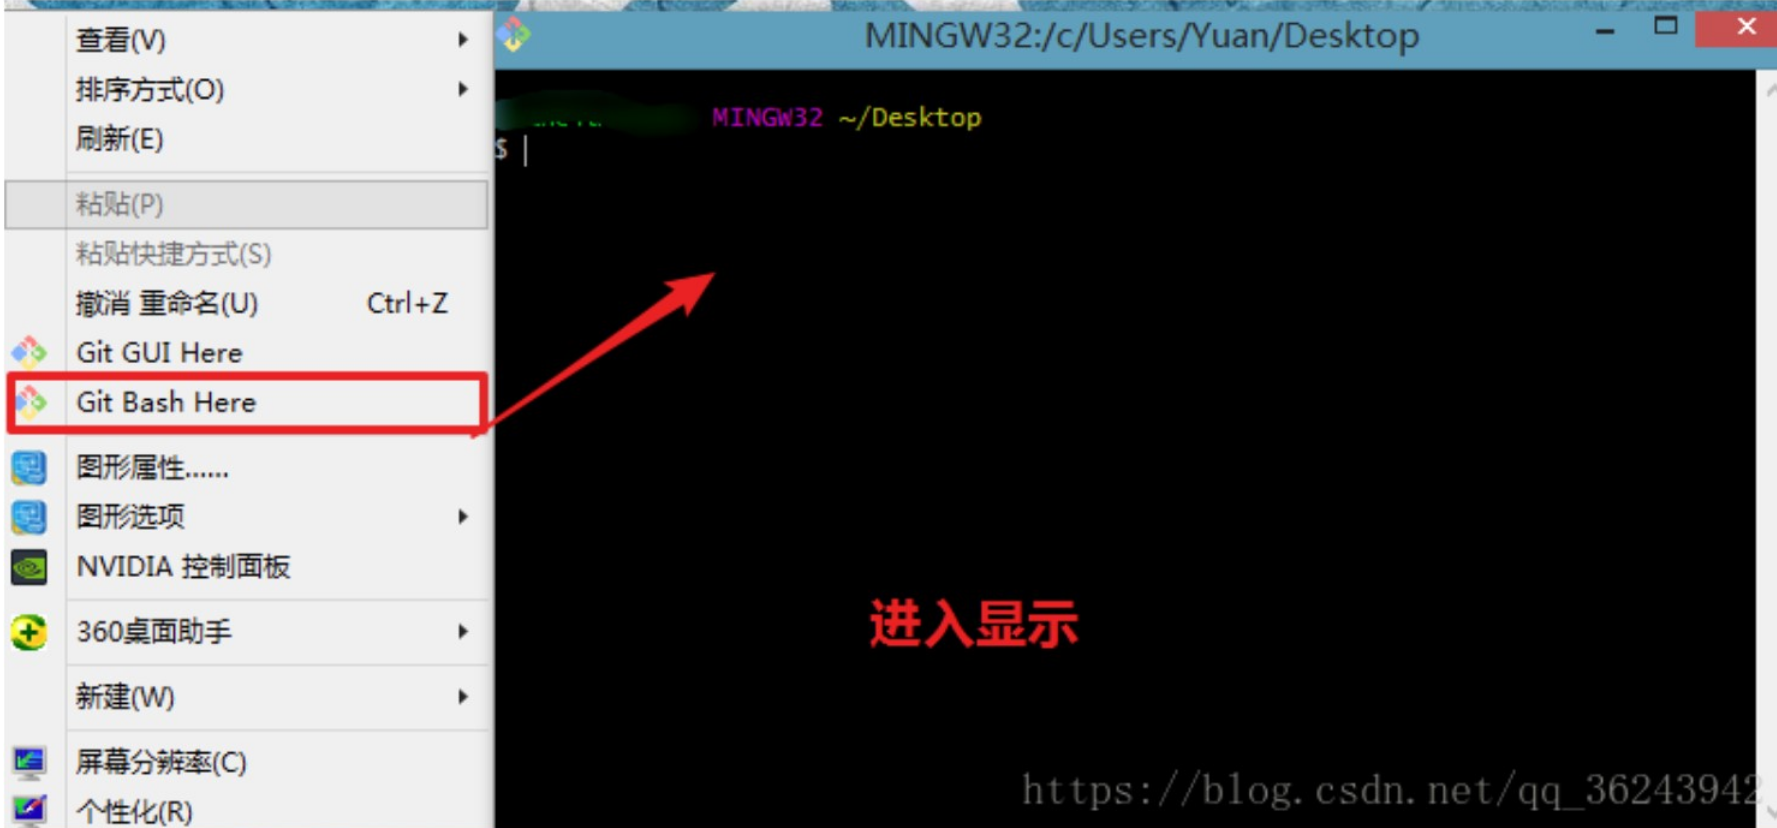 查看(V)
排序方式(O)
刷新(E)
粘贴(P)
粘贴快捷方式(S)
撤消 重命名(U) Ctrl+Z
Git GUI Here
Git Bash Here
图形属性......
图形选项
NVIDIA 控制面板
360桌面助手
新建(W)
屏幕分辨率(C)
个性化(R)
MINGW32:/c/Users/Yuan/Desktop
MINGW32 ~/Desktop
$
进入显示
https://blog.csdn.net/qq_36243942